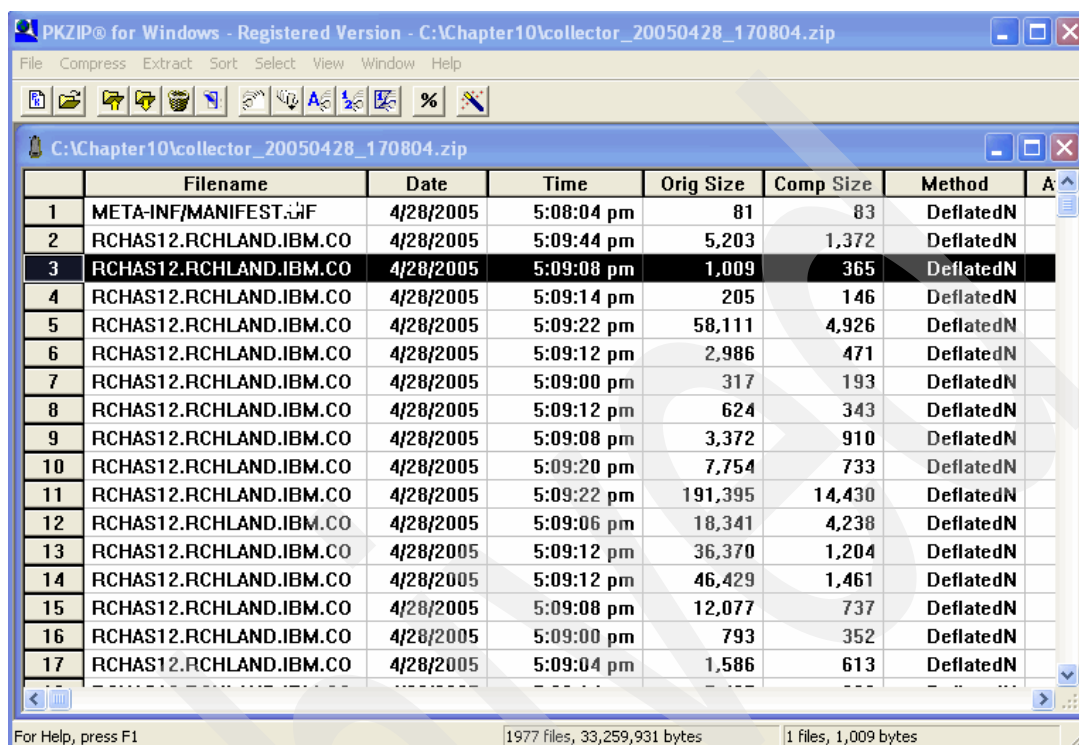 PKZIP® for Windows - Registered Version - C:\Chapter10\collector_20050428_170804.zip
File Compress Extract Sort Select View Window Help
C:\Chapter10\collector_20050428_170804.zip
Filename Date Time Orig Size Comp Size Method
1 META-INF/MANIFEST.MF 4/28/2005 5:08:04 pm 81 83 DeflatedN
2 RCHAS12.RCHLAND.IBM.CO 4/28/2005 5:09:44 pm 5,203 1,372 DeflatedN
3 RCHAS12.RCHLAND.IBM.CO 4/28/2005 5:09:08 pm 1,009 365 DeflatedN
4 RCHAS12.RCHLAND.IBM.CO 4/28/2005 5:09:14 pm 205 146 DeflatedN
5 RCHAS12.RCHLAND.IBM.CO 4/28/2005 5:09:22 pm 58,111 4,926 DeflatedN
6 RCHAS12.RCHLAND.IBM.CO 4/28/2005 5:09:12 pm 2,986 471 DeflatedN
7 RCHAS12.RCHLAND.IBM.CO 4/28/2005 5:09:00 pm 317 193 DeflatedN
8 RCHAS12.RCHLAND.IBM.CO 4/28/2005 5:09:12 pm 624 343 DeflatedN
9 RCHAS12.RCHLAND.IBM.CO 4/28/2005 5:09:08 pm 3,372 910 DeflatedN
10 RCHAS12.RCHLAND.IBM.CO 4/28/2005 5:09:20 pm 7,754 733 DeflatedN
11 RCHAS12.RCHLAND.IBM.CO 4/28/2005 5:09:22 pm 191,395 14,430 DeflatedN
12 RCHAS12.RCHLAND.IBM.CO 4/28/2005 5:09:06 pm 18,341 4,238 DeflatedN
13 RCHAS12.RCHLAND.IBM.CO 4/28/2005 5:09:12 pm 36,370 1,204 DeflatedN
14 RCHAS12.RCHLAND.IBM.CO 4/28/2005 5:09:12 pm 46,429 1,461 DeflatedN
15 RCHAS12.RCHLAND.IBM.CO 4/28/2005 5:09:08 pm 12,077 737 DeflatedN
16 RCHAS12.RCHLAND.IBM.CO 4/28/2005 5:09:00 pm 793 352 DeflatedN
17 RCHAS12.RCHLAND.IBM.CO 4/28/2005 5:09:04 pm 1,586 613 DeflatedN
For Help, press F1 1977 files, 33,259,931 bytes 1 files, 1,009 bytes